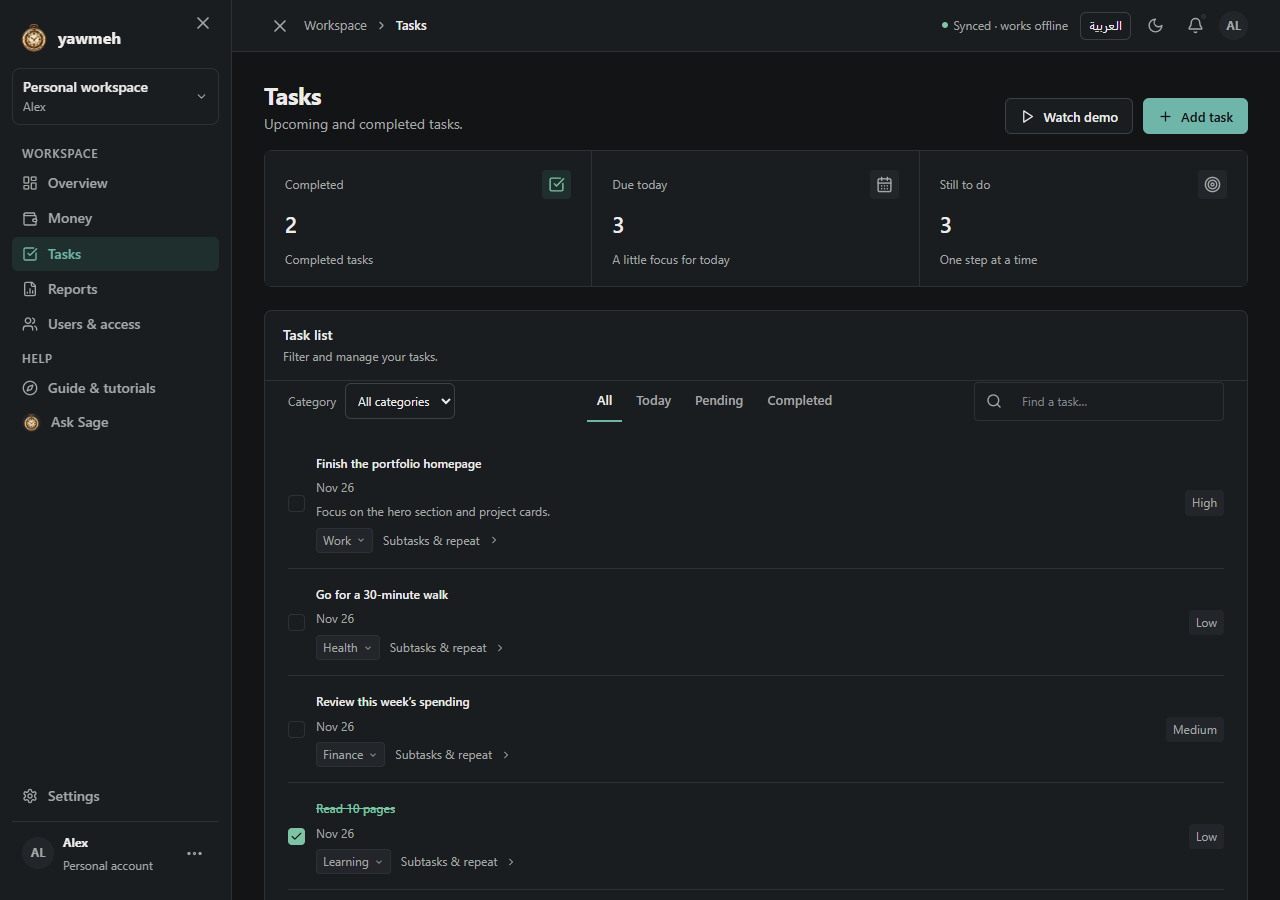 yawmeh
Personal workspace
Alex
WORKSPACE
Overview
Money
Tasks
Reports
Users & access
HELP
Guide & tutorials
Ask Sage
Settings
AL
Alex
Personal account
Workspace
Tasks
Synced · works offline
العربية
AL
Tasks
Upcoming and completed tasks.
Watch demo
Add task
Completed
2
Completed tasks
Due today
3
A little focus for today
Still to do
3
One step at a time
Task list
Filter and manage your tasks.
Category
All categories
All
Today
Pending
Completed
Find a task...
Finish the portfolio homepage
Nov 26
Focus on the hero section and project cards.
Work
Subtasks & repeat
High
Go for a 30-minute walk
Nov 26
Health
Subtasks & repeat
Low
Review this week’s spending
Nov 26
Finance
Subtasks & repeat
Medium
Read 10 pages
Nov 26
Learning
Subtasks & repeat
Low